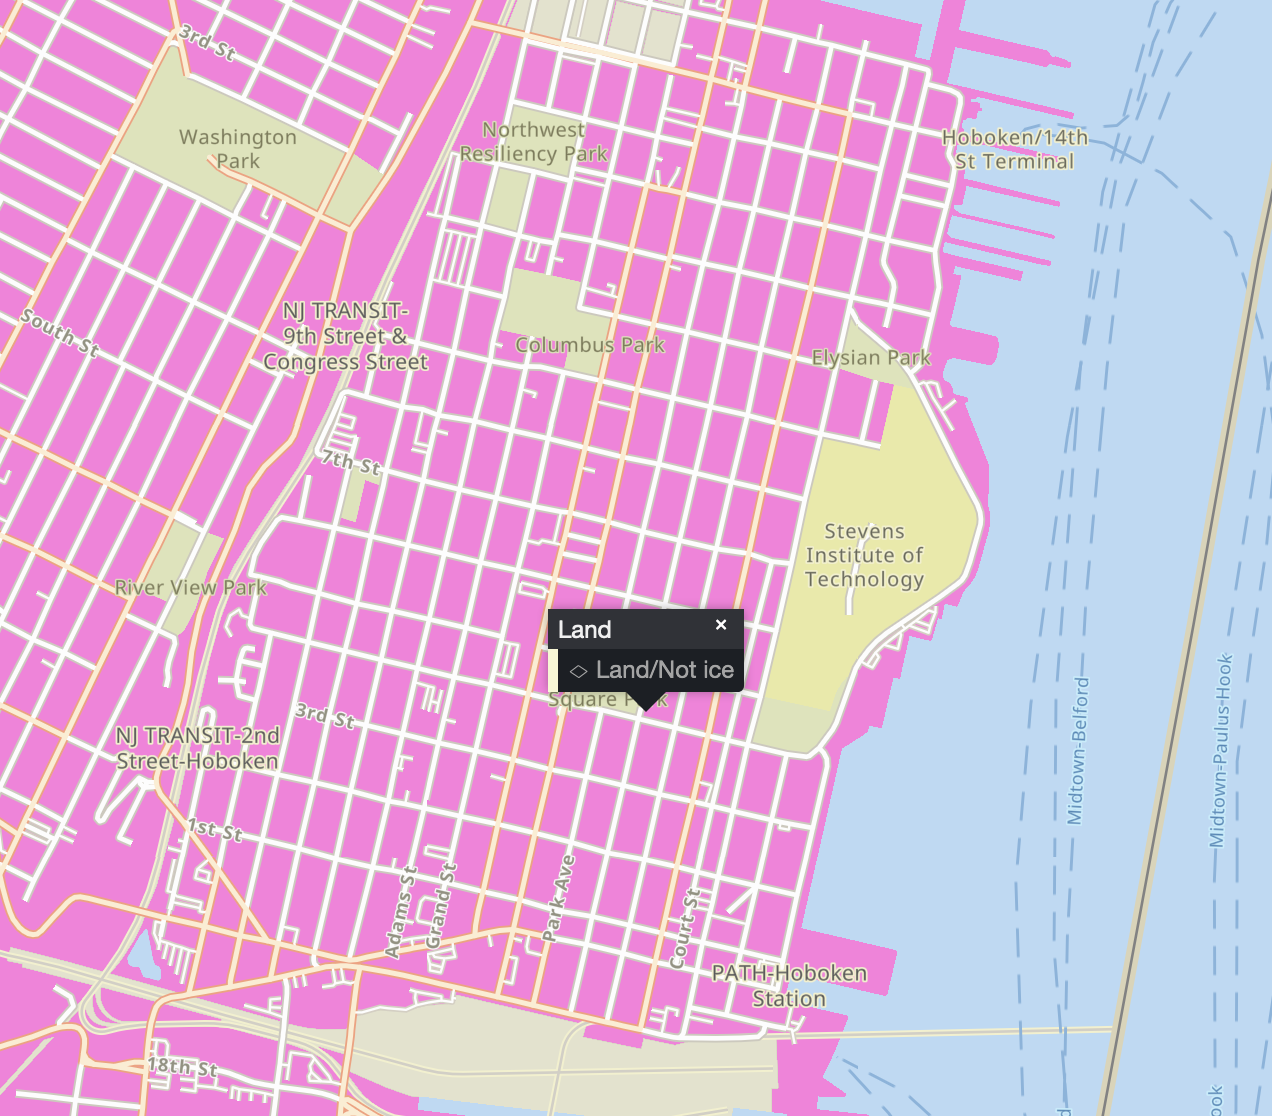 3rd St
Washington
Park
Northwest
Resiliency Park
Hoboken/14th
St Terminal
South St
NJ TRANSIT-
9th Street &
Congress Street
Columbus Park
Elysian Park
7th St
Stevens
Institute of
Technology
River View Park
Land
×
Land/Not ice
Square Park
3rd St
NJ TRANSIT-2nd
Street-Hoboken
Midtown-Belford
Midtown-Paulus-Hook
1st St
Adams St
Grand St
Park Ave
Court St
PATH-Hoboken
Station
18th St
ook
d